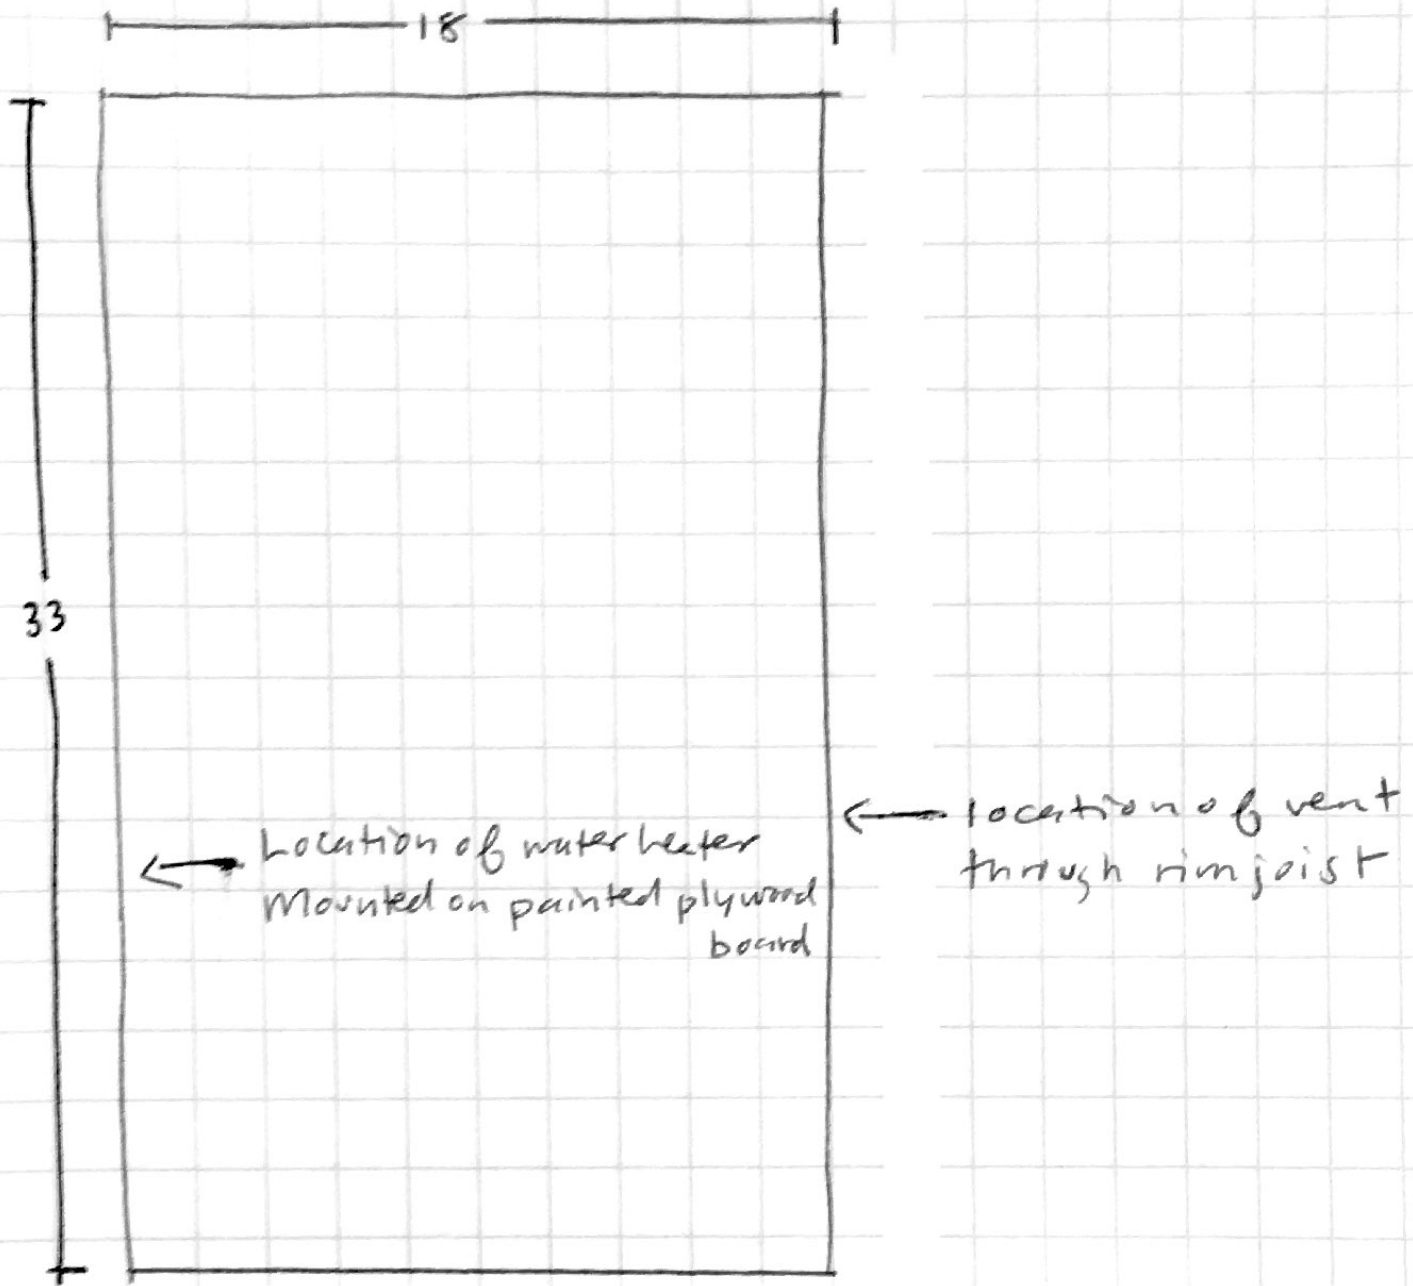 18
33
Location of water heater
Mounted on painted plywood
board
location of vent
through rim joist